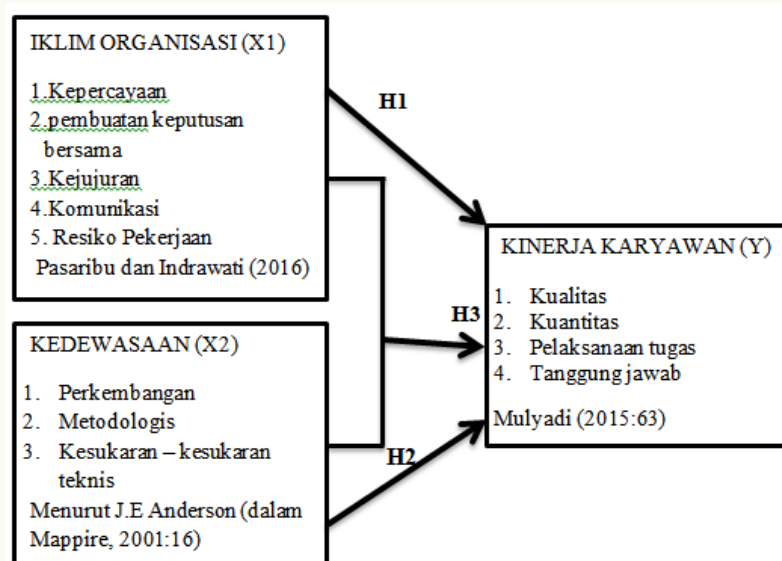 IKLIM ORGANISASI (X1)
1.Kepercayaan
2.pembuatan keputusan
bersama
3.Kejujuran
4.Komunikasi
5. Resiko Pekerjaan
Pasaribu dan Indrawati (2016)
H1
KEDEWASAAN (X2)
1. Perkembangan
2. Metodologis
3. Kesukaran – kesukaran
teknis
Menurut J.E Anderson (dalam
Mappire, 2001:16)
H3
H2
KINERJA KARYAWAN (Y)
1. Kualitas
2. Kuantitas
3. Pelaksanaan tugas
4. Tanggung jawab
Mulyadi (2015:63)